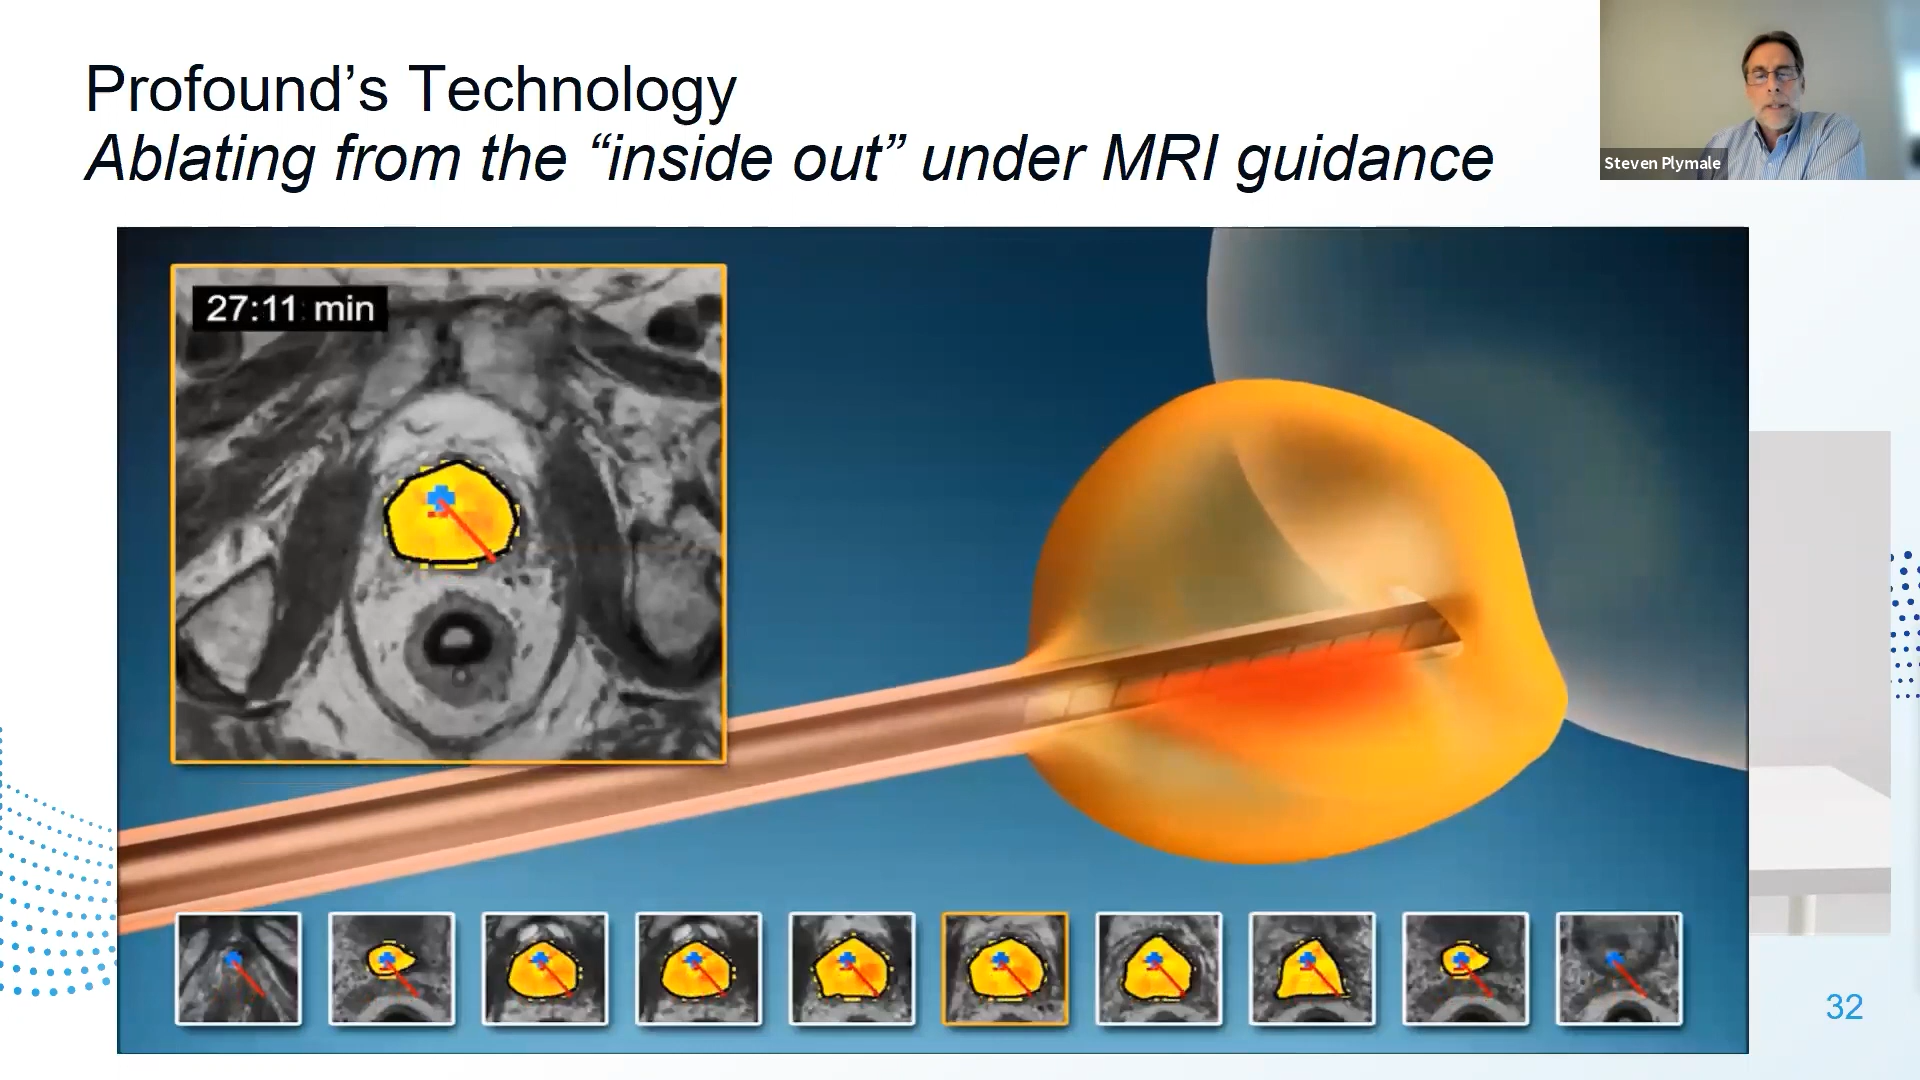 Profound’s Technology
Ablating from the “inside out” under MRI guidance
Steven Plymale
27:11 min
32